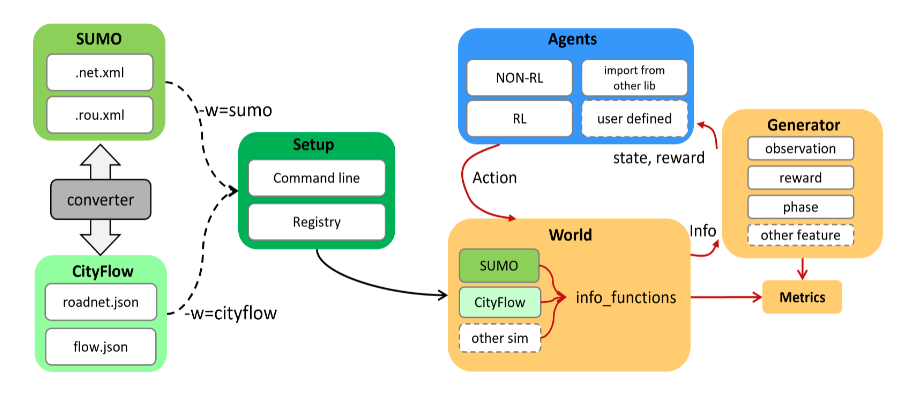 SUMO
.net.xml
.rou.xml
converter
CityFlow
roadnet.json
flow.json
-w=sumo
-w=cityflow
Setup
Command line
Registry
Agents
NON-RL
import from
other lib
RL
user defined
Action
state, reward
World
SUMO
CityFlow
other sim
info_functions
Info
Generator
observation
reward
phase
other feature
Metrics